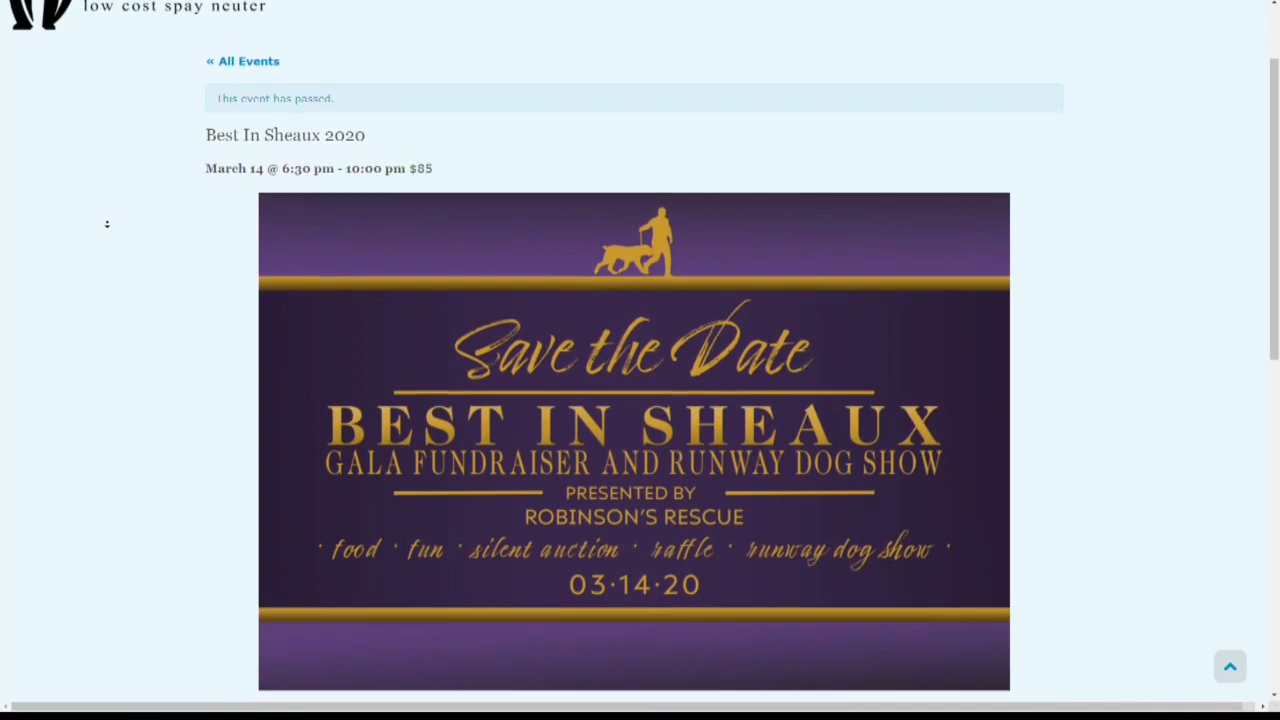 low cost spay neuter
« All Events
This event has passed.
Best In Sheaux 2020
March 14 @ 6:30 pm - 10:00 pm $85
Save the Date
BEST IN SHEAUX
GALA FUNDRAISER AND RUNWAY DOG SHOW
PRESENTED BY
ROBINSON'S RESCUE
· food · fun · silent auction · raffle · runway dog show ·
03·14·20